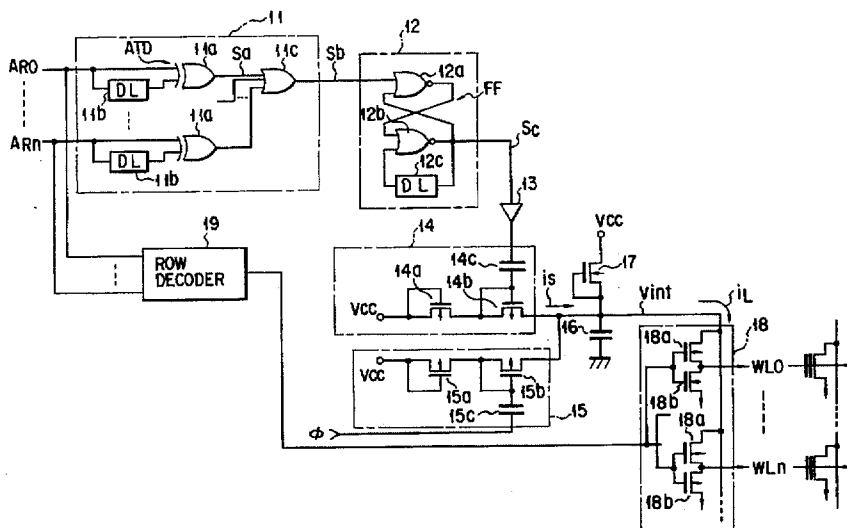 11
12
ATD
11a
Sa
11c
Sb
12a
AR0
DL
11b
FF
12b
11a
ARn
Sc
DL
11b
12c
DL
13
19
ROW
DECODER
14
VCC
14c
14a
14b
is
17
Vint
iL
VCC
16
18a
18
WL0
VCC
15a
15b
18b
15c
15
18a
Φ
WLn
18b